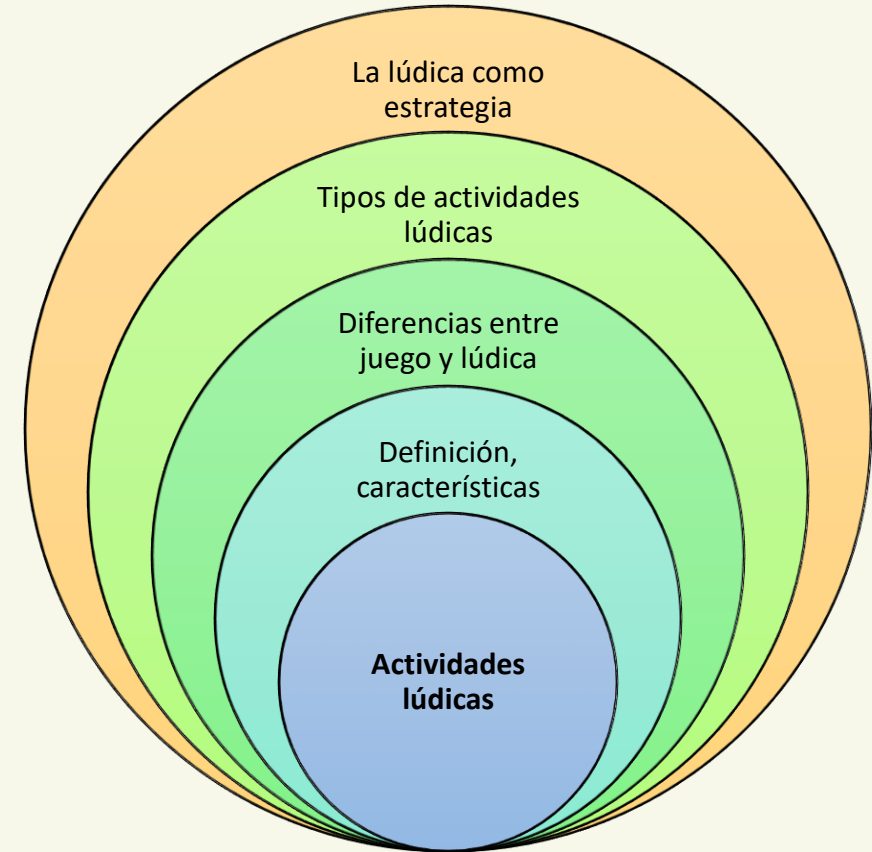 La lúdica como
estrategia
Tipos de actividades
lúdicas
Diferencias entre
juego y lúdica
Definición,
características
Actividades
lúdicas